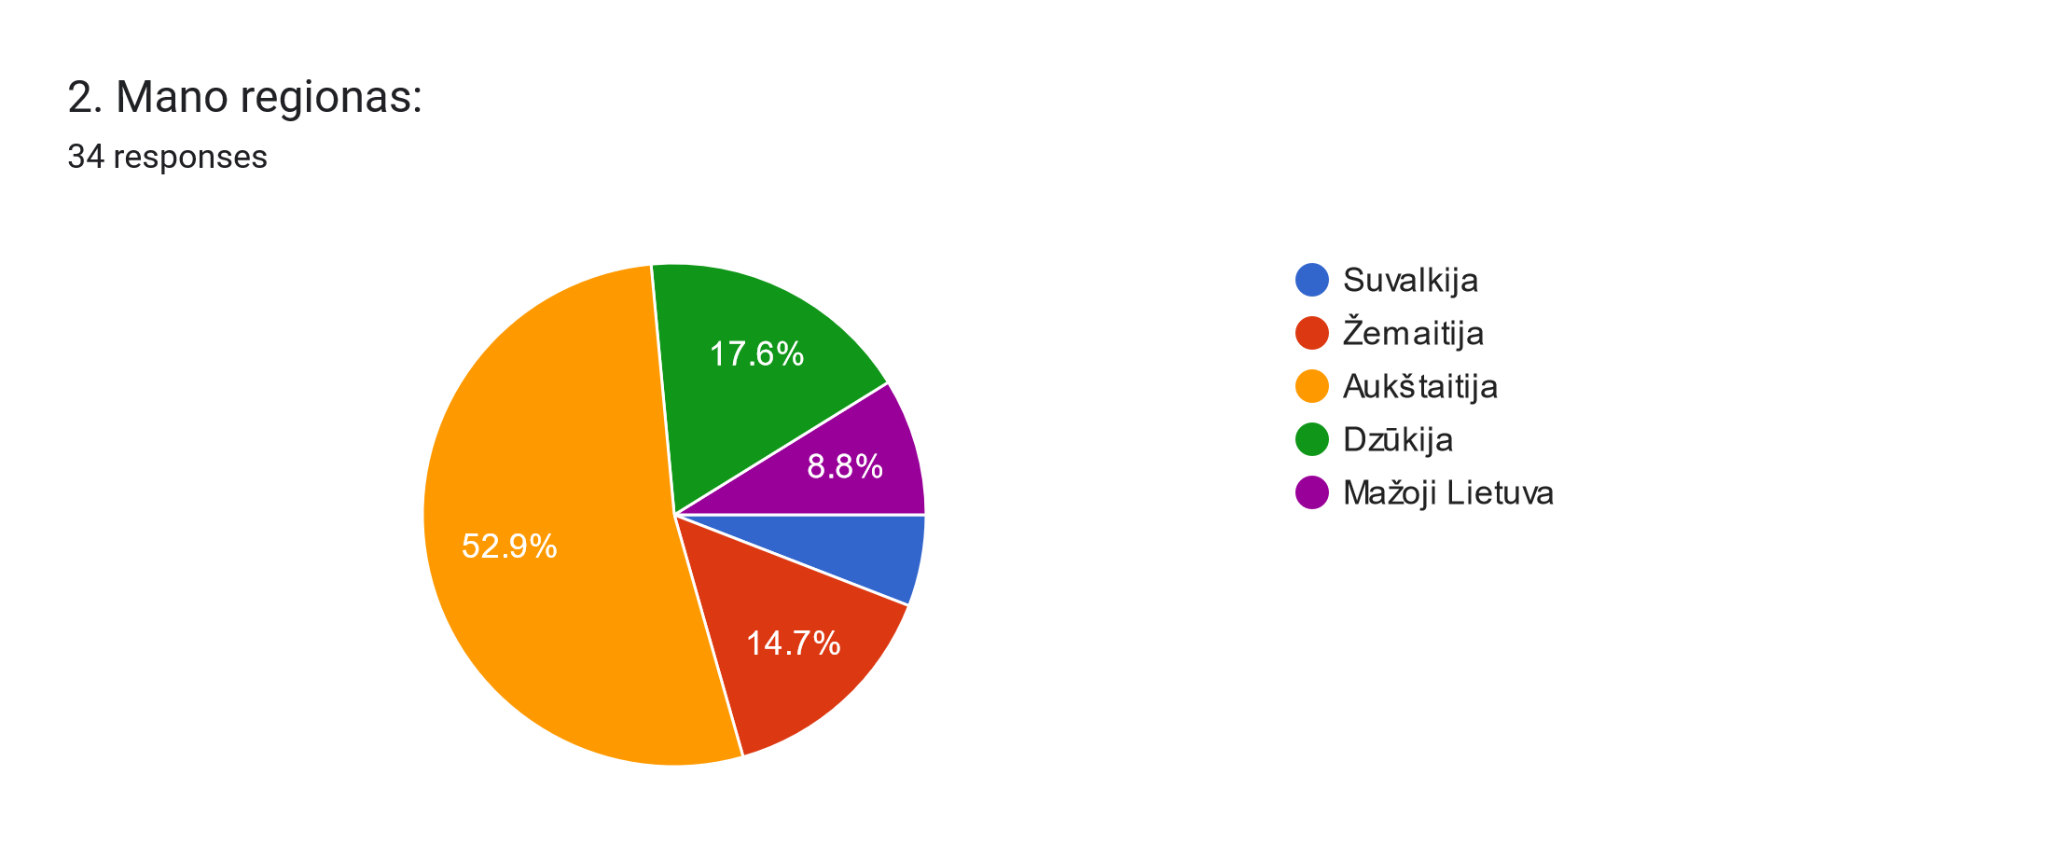 2. Mano regionas:
34 responses
17.6%
8.8%
52.9%
14.7%
Suvalkija
Žemaitija
Aukštaitija
Dzūkija
Mažoji Lietuva